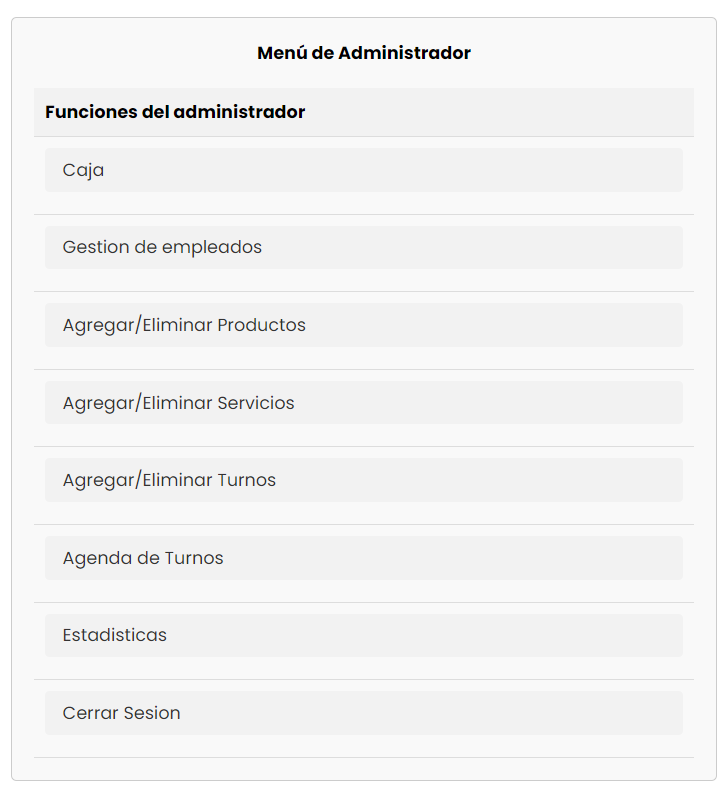 Menú de Administrador
Funciones del administrador
Caja
Gestion de empleados
Agregar/Eliminar Productos
Agregar/Eliminar Servicios
Agregar/Eliminar Turnos
Agenda de Turnos
Estadisticas
Cerrar Sesion